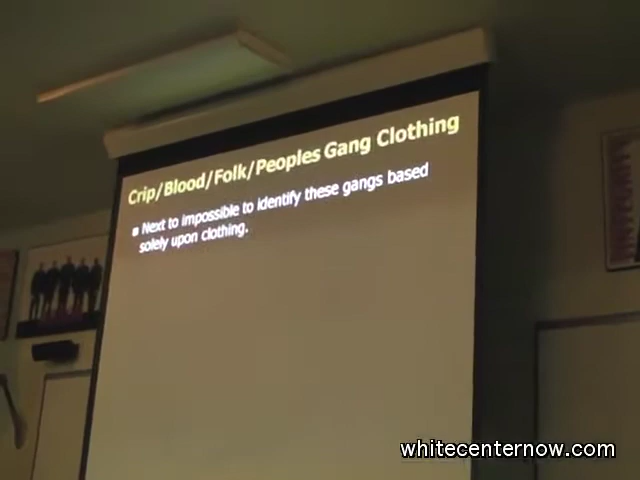 Crip/Blood/Folk/Peoples Gang Clothing
Next to impossible to identify these gangs based
solely upon clothing.
whitecenternow.com